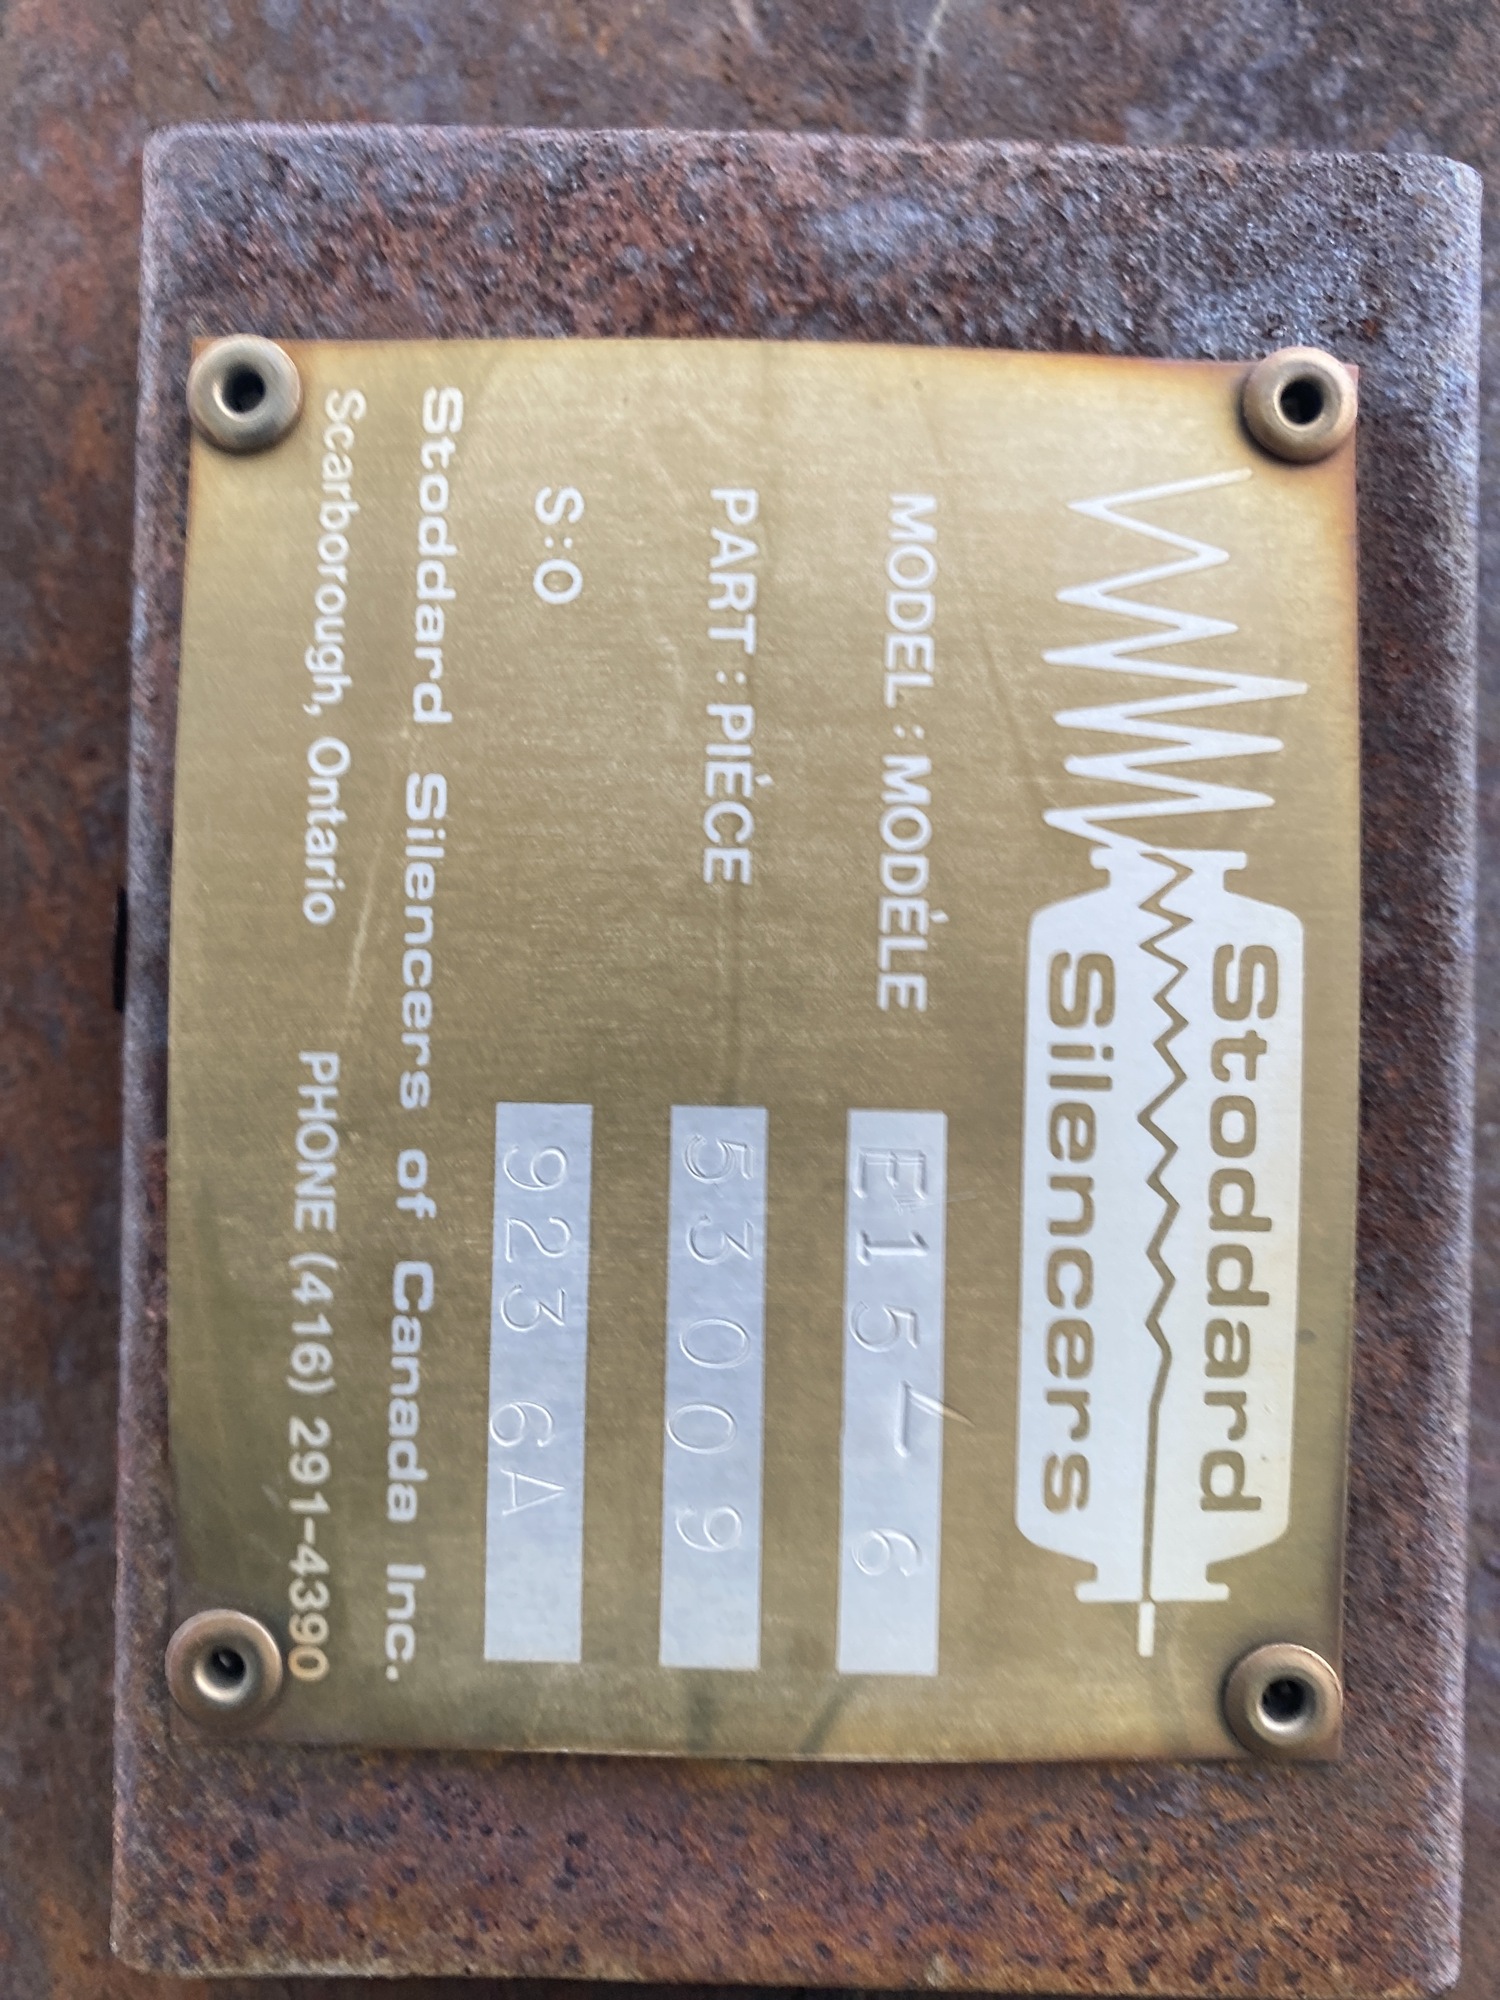 Stoddard
Silencers
MODEL : MODÉLE E15-6
PART : PIÉCE 53009
S:O 9236A
Stoddard Silencers of Canada Inc.
Scarborough, Ontario PHONE (416) 291-4390